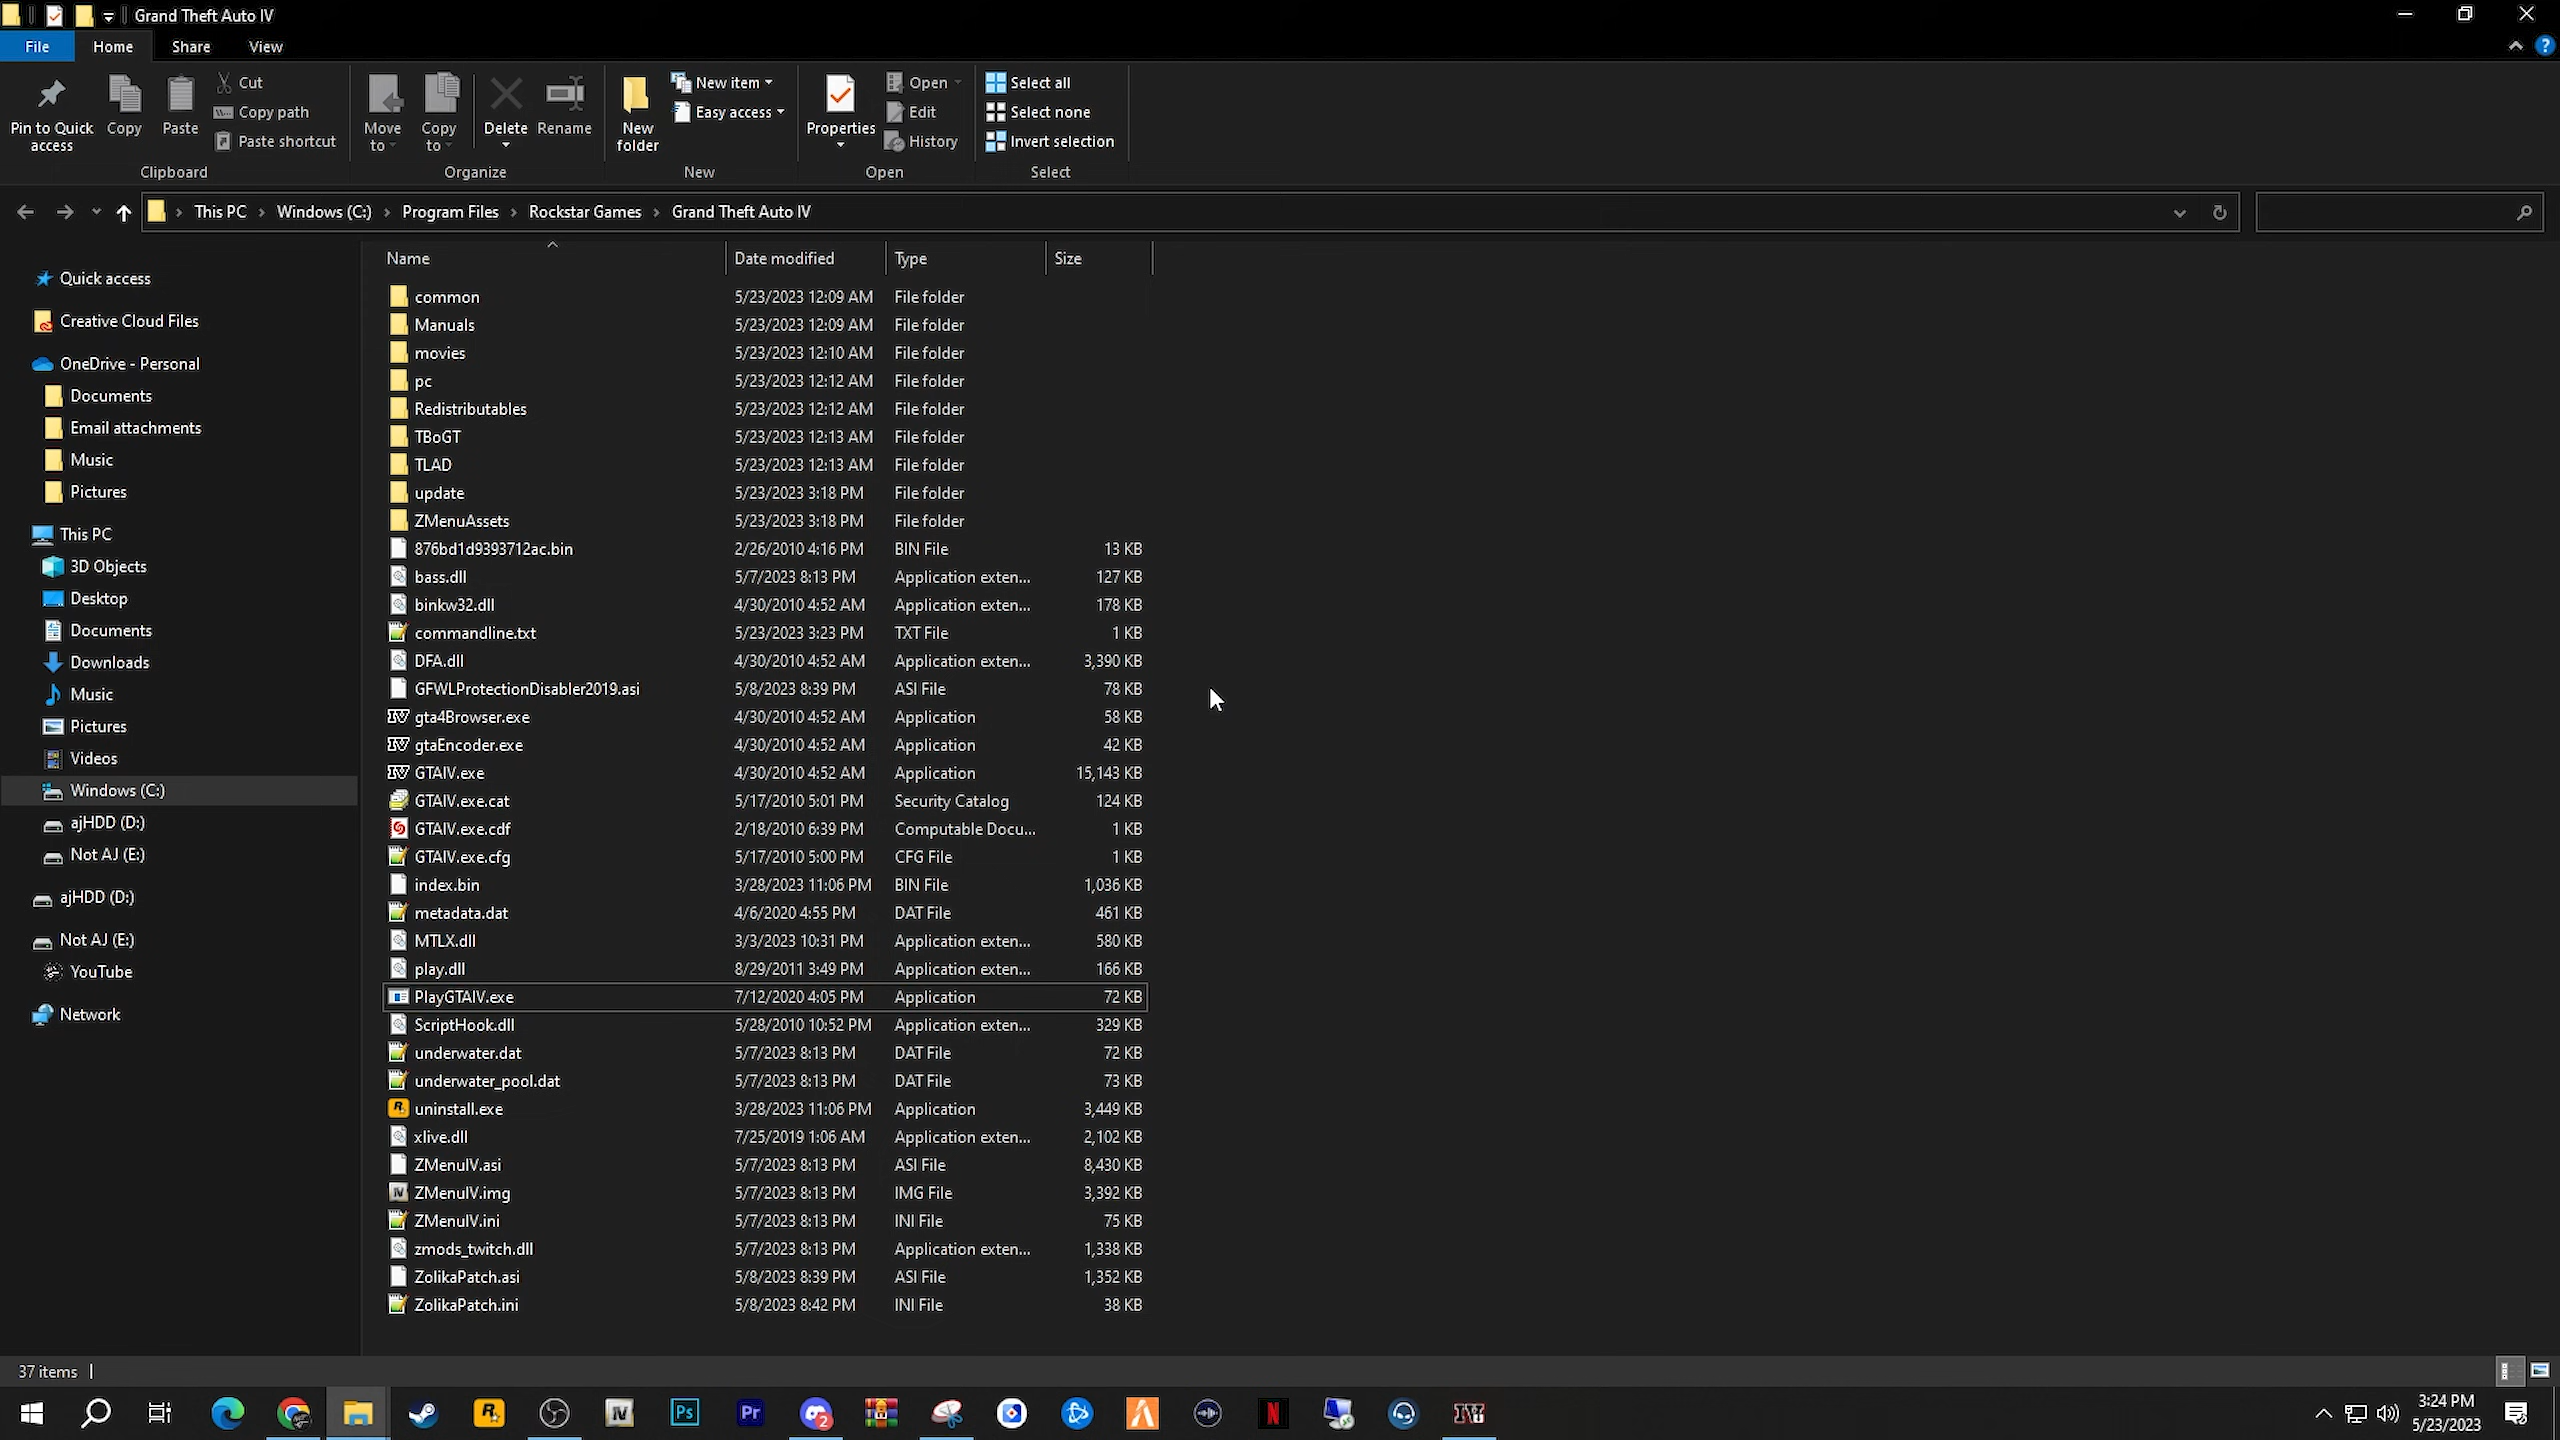 Grand Theft Auto IV
File Home Share View
Pin to Quick access
Copy
Paste
Cut
Copy path
Paste shortcut
Clipboard
Move to
Copy to
Delete
Rename
Organize
New folder
New item
Easy access
New
Properties
Open
Edit
History
Open
Select all
Select none
Invert selection
Select
This PC Windows (C:) Program Files Rockstar Games Grand Theft Auto IV
Quick access
Creative Cloud Files
OneDrive - Personal
Documents
Email attachments
Music
Pictures
This PC
3D Objects
Desktop
Documents
Downloads
Music
Pictures
Videos
Windows (C:)
ajHDD (D:)
Not AJ (E:)
ajHDD (D:)
Not AJ (E:)
YouTube
Network
Name Date modified Type Size
common 5/23/2023 12:09 AM File folder
Manuals 5/23/2023 12:09 AM File folder
movies 5/23/2023 12:10 AM File folder
pc 5/23/2023 12:12 AM File folder
Redistributables 5/23/2023 12:12 AM File folder
TBoGT 5/23/2023 12:13 AM File folder
TLAD 5/23/2023 12:13 AM File folder
update 5/23/2023 3:18 PM File folder
ZMenuAssets 5/23/2023 3:18 PM File folder
876bd1d9393712ac.bin 2/26/2010 4:16 PM BIN File 13 KB
bass.dll 5/7/2023 8:13 PM Application exten... 127 KB
binkw32.dll 4/30/2010 4:52 AM Application exten... 178 KB
commandline.txt 5/23/2023 3:23 PM TXT File 1 KB
DFA.dll 4/30/2010 4:52 AM Application exten... 3,390 KB
GFWLProtectionDisabler2019.asi 5/8/2023 8:39 PM ASI File 78 KB
gta4Browser.exe 4/30/2010 4:52 AM Application 58 KB
gtaEncoder.exe 4/30/2010 4:52 AM Application 42 KB
GTAIV.exe 4/30/2010 4:52 AM Application 15,143 KB
GTAIV.exe.cat 5/17/2010 5:01 PM Security Catalog 124 KB
GTAIV.exe.cdf 2/18/2010 6:39 PM Computable Docu... 1 KB
GTAIV.exe.cfg 5/17/2010 5:00 PM CFG File 1 KB
index.bin 3/28/2023 11:06 PM BIN File 1,036 KB
metadata.dat 4/6/2020 4:55 PM DAT File 461 KB
MTLX.dll 3/3/2023 10:31 PM Application exten... 580 KB
play.dll 8/29/2011 3:49 PM Application exten... 166 KB
PlayGTAIV.exe 7/12/2020 4:05 PM Application 72 KB
ScriptHook.dll 5/28/2010 10:52 PM Application exten... 329 KB
underwater.dat 5/7/2023 8:13 PM DAT File 72 KB
underwater_pool.dat 5/7/2023 8:13 PM DAT File 73 KB
uninstall.exe 3/28/2023 11:06 PM Application 3,449 KB
xlive.dll 7/25/2019 1:06 AM Application exten... 2,102 KB
ZMenuIV.asi 5/7/2023 8:13 PM ASI File 8,430 KB
ZMenuIV.img 5/7/2023 8:13 PM IMG File 3,392 KB
ZMenuIV.ini 5/7/2023 8:13 PM INI File 75 KB
zmods_twitch.dll 5/7/2023 8:13 PM Application exten... 1,338 KB
ZolikaPatch.asi 5/8/2023 8:39 PM ASI File 1,352 KB
ZolikaPatch.ini 5/8/2023 8:42 PM INI File 38 KB
37 items
Ps Pr 2 N IV
3:24 PM
5/23/2023